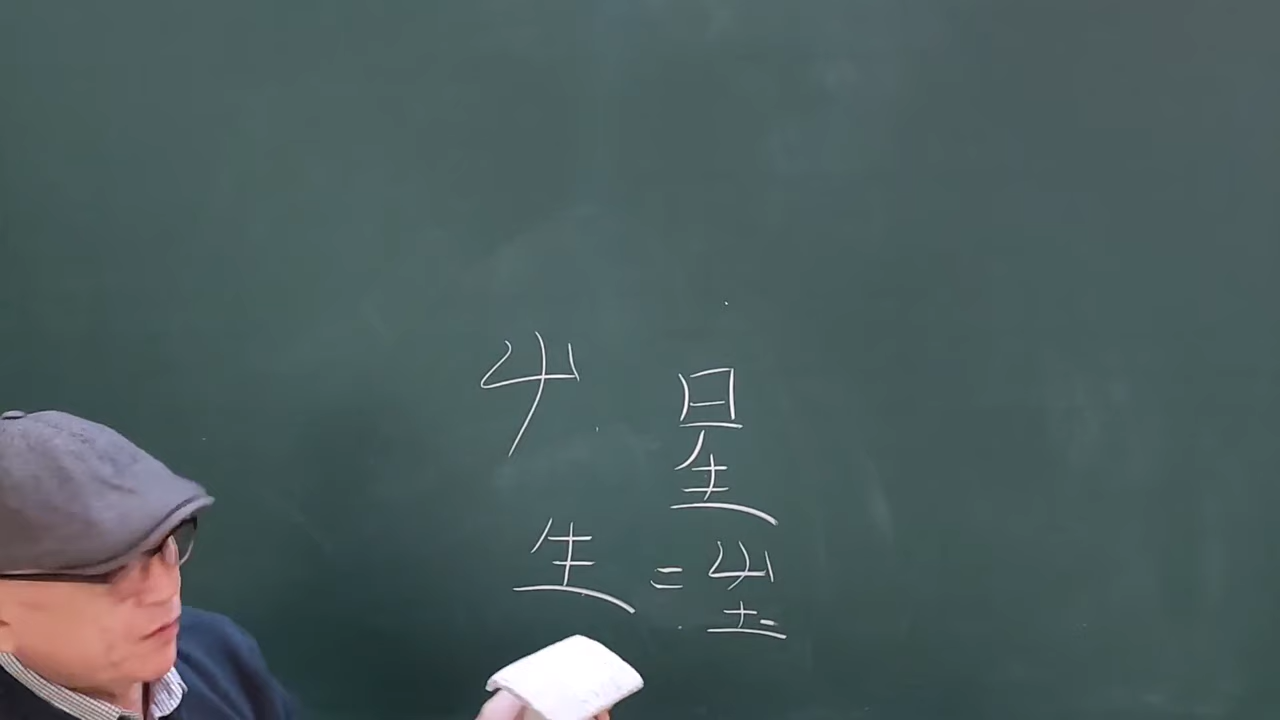 屮 星
生 = 屮土